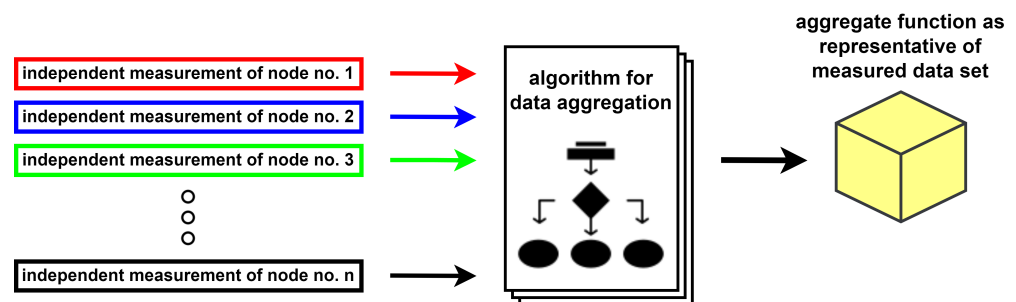 independent measurement of node no. 1
independent measurement of node no. 2
independent measurement of node no. 3
independent measurement of node no. n
algorithm for
data aggregation
aggregate function as
representative of
measured data set